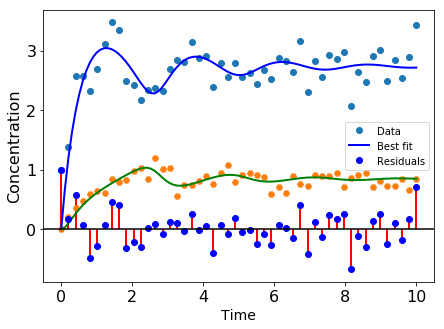 3
2
1
0
Concentration
Data
Best fit
Residuals
0 2 4 6 8 10
Time